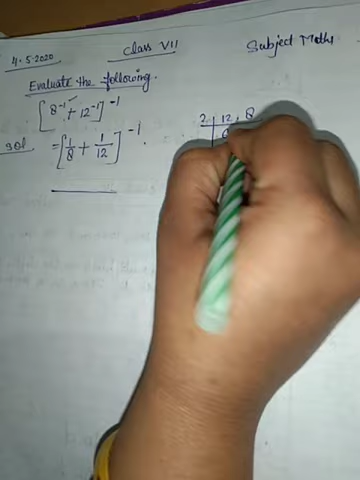 4.5.2020 Class VII Subject Maths
Evaluate the following.
[8⁻¹ + 12⁻¹]⁻¹
Sol. = [1/8 + 1/12]⁻¹.
2 | 12, 8